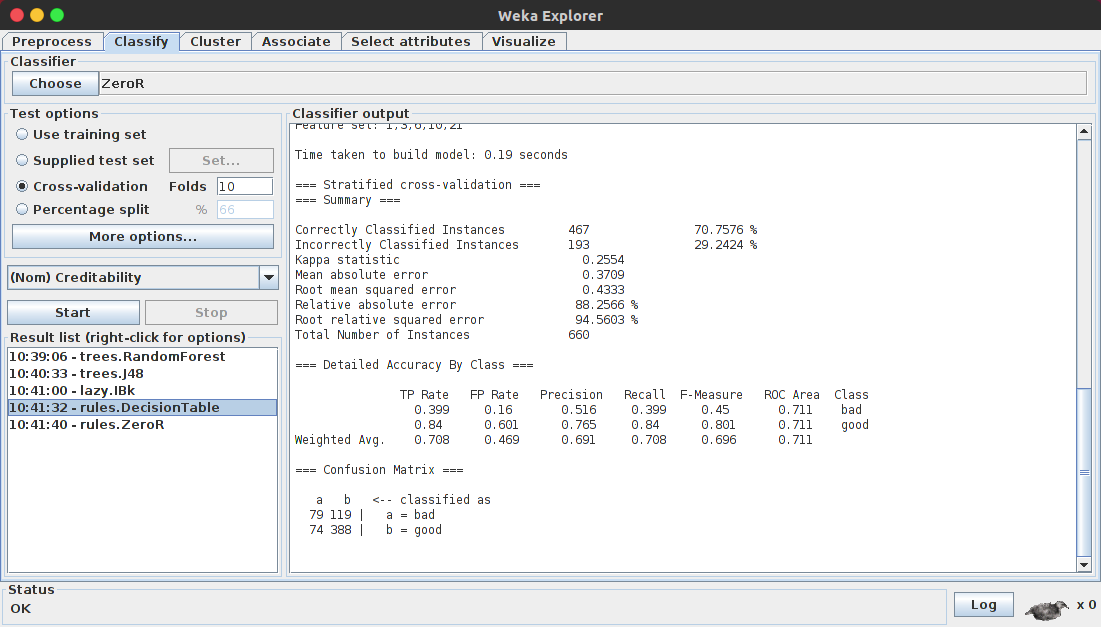 Weka Explorer
Preprocess Classify Cluster Associate Select attributes Visualize
Classifier
Choose ZeroR
Test options
Use training set
Supplied test set Set...
Cross-validation Folds 10
Percentage split % 66
More options...
(Nom) Creditability
Start Stop
Result list (right-click for options)
10:39:06 - trees.RandomForest
10:40:33 - trees.J48
10:41:00 - lazy.IBk
10:41:32 - rules.DecisionTable
10:41:40 - rules.ZeroR
Classifier output
Feature set: 1,3,6,10,21
Time taken to build model: 0.19 seconds
=== Stratified cross-validation ===
=== Summary ===
Correctly Classified Instances 467 70.7576 %
Incorrectly Classified Instances 193 29.2424 %
Kappa statistic 0.2554
Mean absolute error 0.3709
Root mean squared error 0.4333
Relative absolute error 88.2566 %
Root relative squared error 94.5603 %
Total Number of Instances 660
=== Detailed Accuracy By Class ===
TP Rate FP Rate Precision Recall F-Measure ROC Area Class
0.399 0.16 0.516 0.399 0.45 0.711 bad
0.84 0.601 0.765 0.84 0.801 0.711 good
Weighted Avg. 0.708 0.469 0.691 0.708 0.696 0.711
=== Confusion Matrix ===
a b <-- classified as
79 119 | a = bad
74 388 | b = good
Status
OK
Log
x 0